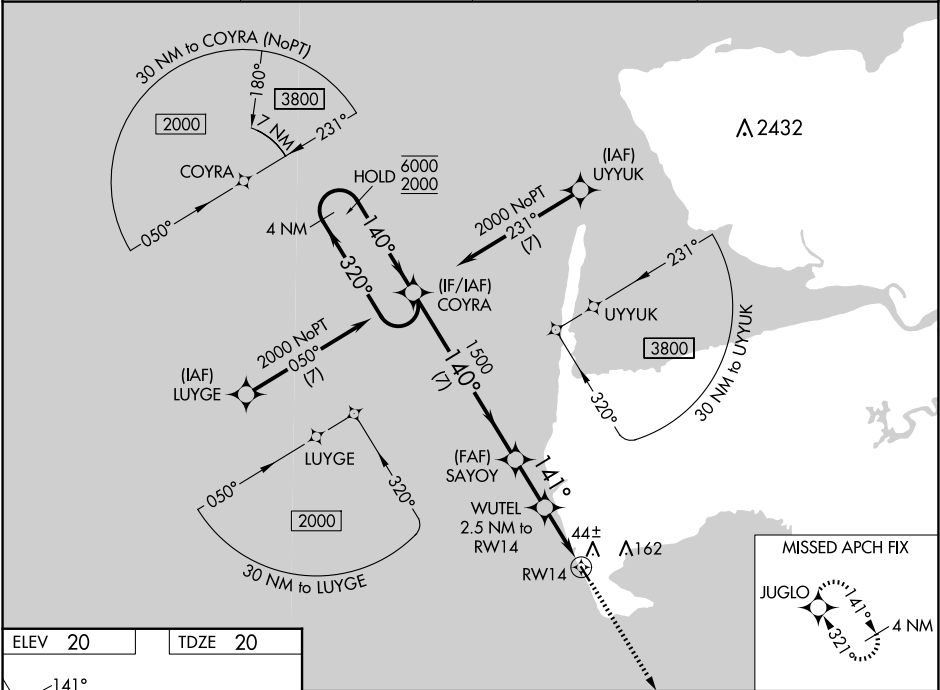 30 NM to COYRA (NoPT)
180°
3800
2000
7 NM
231°
COYRA
050°
2432
HOLD
6000
2000
4 NM
140°
320°
(IAF)
UYYUK
2000 NoPT
231°
(7)
(IF/IAF)
COYRA
2000 NoPT
050°
(7)
(IAF)
LUYGE
1500
140°
(7)
231°
UYYUK
3800
320°
30 NM to UYYUK
LUYGE
050°
320°
2000
30 NM to LUYGE
(FAF)
SAYOY
141°
WUTEL
2.5 NM to
RW14
44±
162
RW14
MISSED APCH FIX
JUGLO
141°
321°
4 NM
ELEV 20
TDZE 20
141°